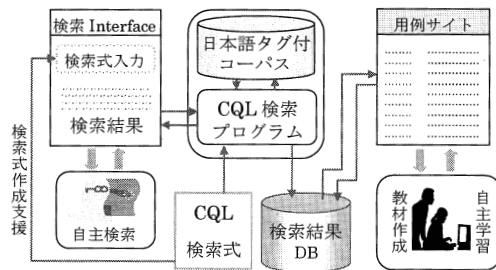 検索 Interface
検索式入力
検索結果
検索式作成支援
自主検索
日本語タグ付
コーパス
CQL 検索
プログラム
CQL
検索式
検索結果
DB
用例サイト
教材作成
自主学習